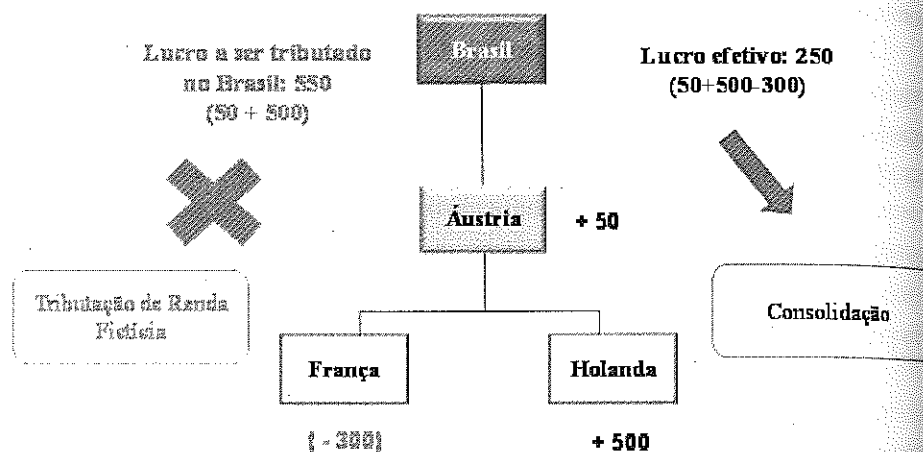 Lucro a ser tributado
no Brasil: 550
(50 + 500)
Brasil
Lucro efetivo: 250
(50+500-300)
Áustria
+ 50
Tributação de Renda
Fictícia
Consolidação
França
Holanda
( - 300)
+ 500